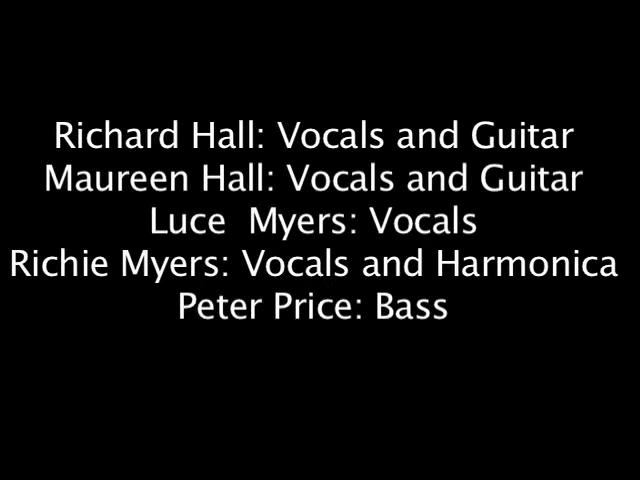 Richard Hall: Vocals and Guitar
Maureen Hall: Vocals and Guitar
Luce  Myers: Vocals
Richie Myers: Vocals and Harmonica
Peter Price: Bass